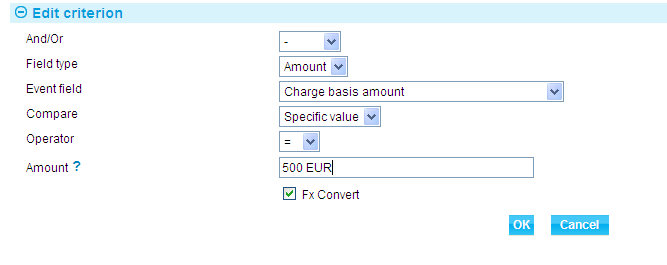 Edit criterion
And/Or -
Field type Amount
Event field Charge basis amount
Compare Specific value
Operator =
Amount ? 500 EUR
Fx Convert
OK Cancel